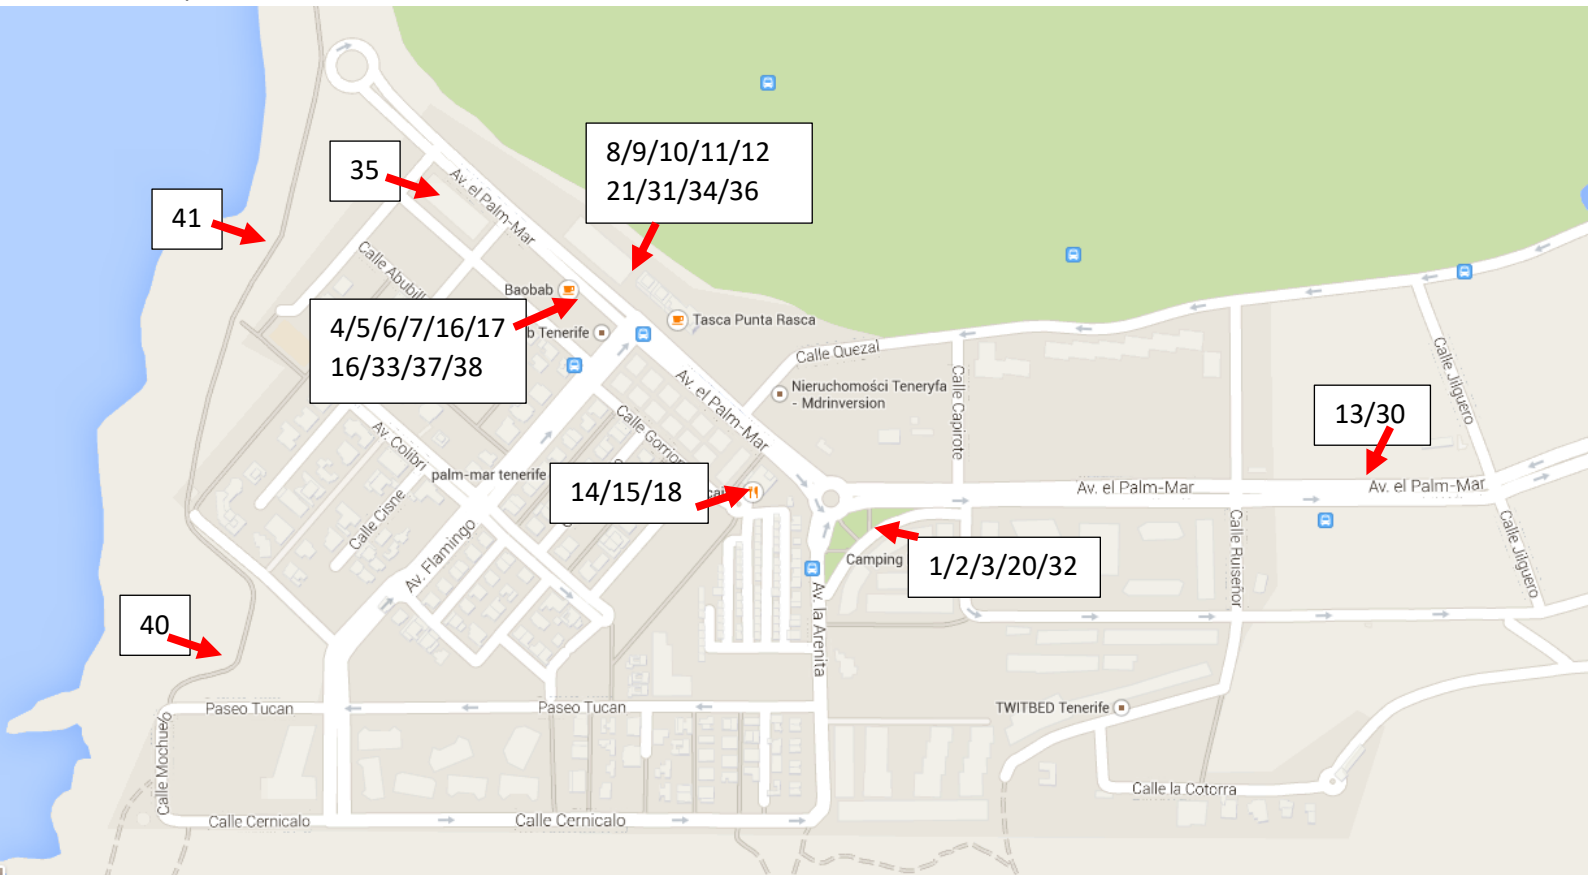 8/9/10/11/12
21/31/34/36
35
Av. el Palm-Mar
41
Calle Abubill
Baobab
4/5/6/7/16/17
16/33/37/38
b Tenerife
Tasca Punta Rasca
Calle Quezal
Av. el Palm-Mar
Nieruchomości Teneryfa
- Mdrinversion
Calle Capirote
Calle Jilguero
13/30
Calle Gorrion
Av. Colibrí
palm-mar tenerife
14/15/18
Av. el Palm-Mar
Av. el Palm-Mar
Calle Cisne
Av. Flamingo
Camping
1/2/3/20/32
Calle Ruiseñor
Calle Jilguero
Av. la Arenita
40
Paseo Tucan
Paseo Tucan
TWITBED Tenerife
Calle Mochuelo
Calle la Cotorra
Calle Cernicalo
Calle Cernicalo